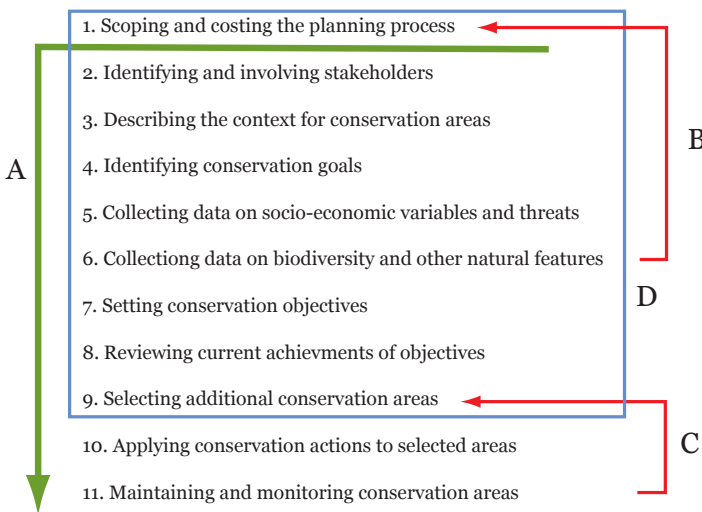 1. Scoping and costing the planning process
2. Identifying and involving stakeholders
3. Describing the context for conservation areas
A
B
4. Identifying conservation goals
5. Collecting data on socio-economic variables and threats
6. Collectiong data on biodiversity and other natural features
D
7. Setting conservation objectives
8. Reviewing current achievments of objectives
9. Selecting additional conservation areas
10. Applying conservation actions to selected areas
C
11. Maintaining and monitoring conservation areas